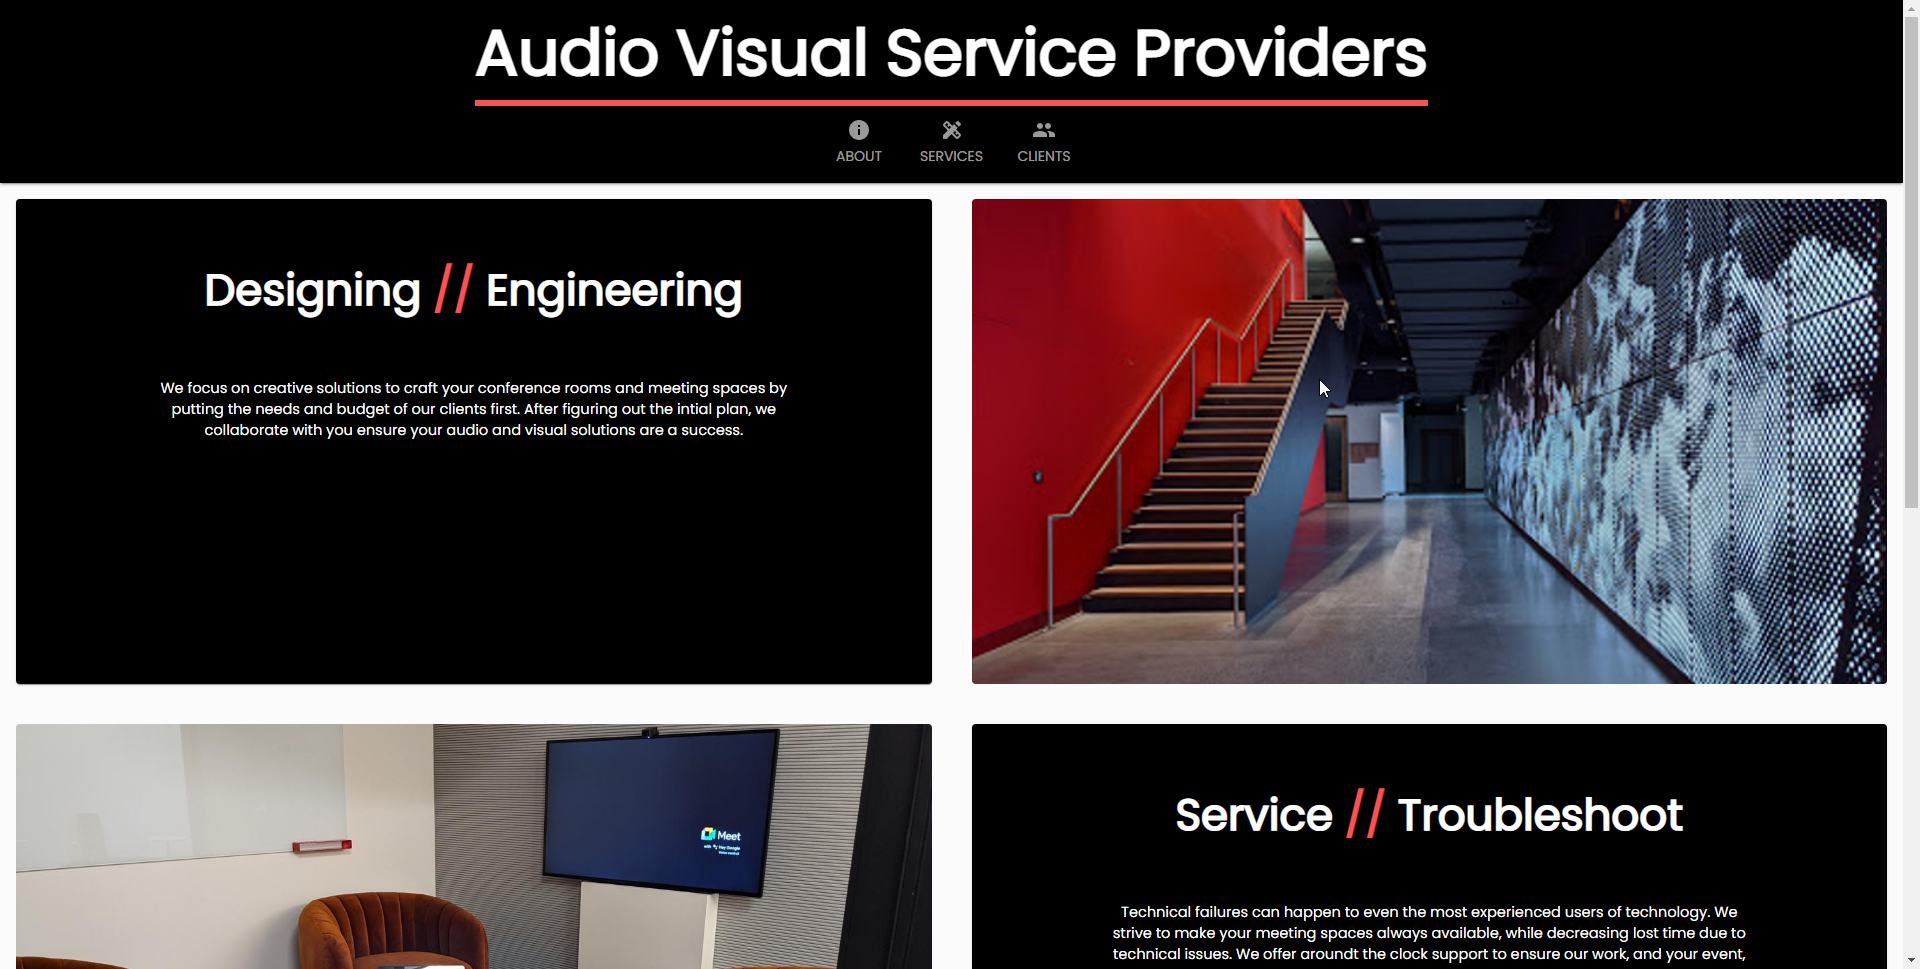 Audio Visual Service Providers
ABOUT
SERVICES
CLIENTS
Designing // Engineering
We focus on creative solutions to craft your conference rooms and meeting spaces by
putting the needs and budget of our clients first. After figuring out the intial plan, we
collaborate with you ensure your audio and visual solutions are a success.
Meet
with Hey Google
Voice control
Service // Troubleshoot
Technical failures can happen to even the most experienced users of technology. We
strive to make your meeting spaces always available, while decreasing lost time due to
technical issues. We offer aroundt the clock support to ensure our work, and your event,